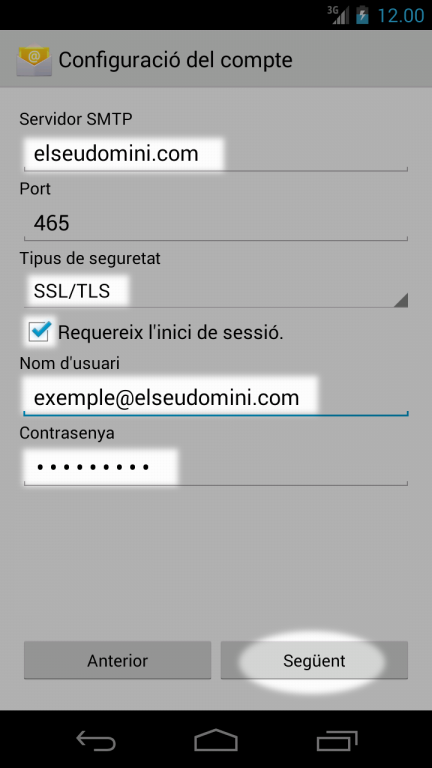 3G 12.00
Configuració del compte
Servidor SMTP
elseudomini.com
Port
465
Tipus de seguretat
SSL/TLS
Requereix l'inici de sessió.
Nom d'usuari
exemple@elseudomini.com
Contrasenya
•••••••••
Anterior Següent